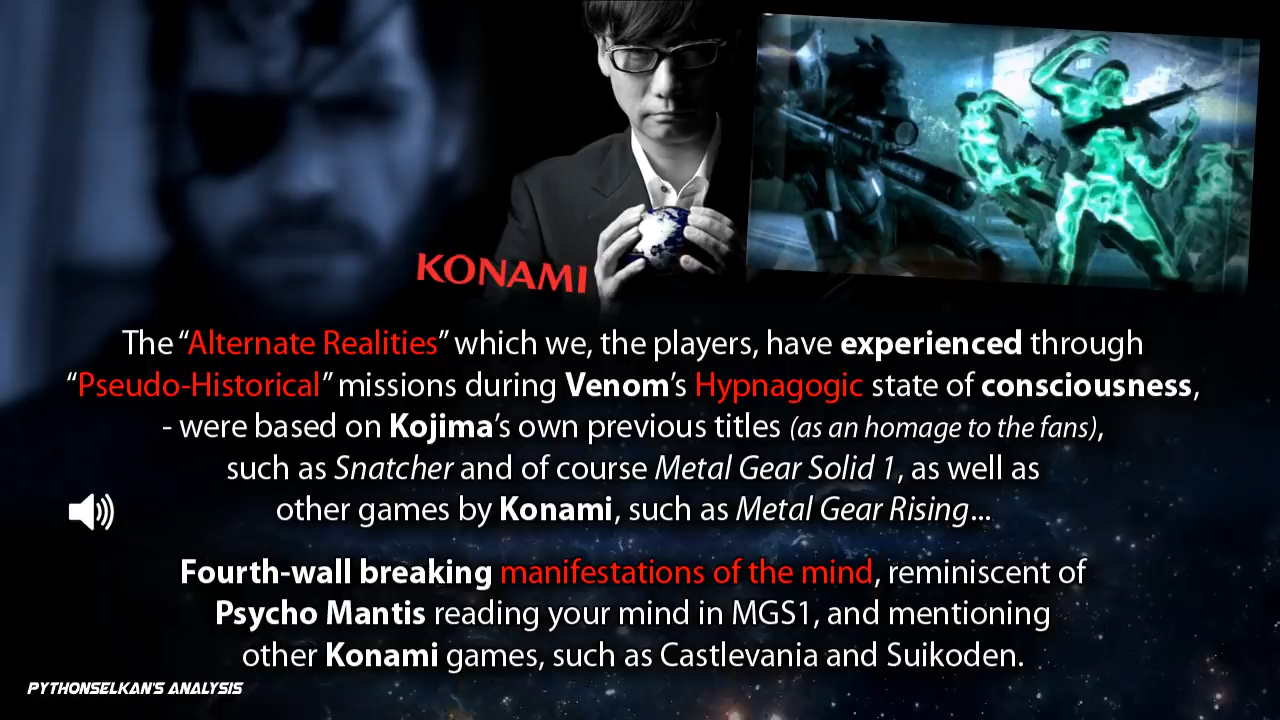 KONAMI
The “Alternate Realities” which we, the players, have experienced through
“Pseudo-Historical” missions during Venom’s Hypnagogic state of consciousness,
- were based on Kojima’s own previous titles (as an homage to the fans),
such as Snatcher and of course Metal Gear Solid 1, as well as
other games by Konami, such as Metal Gear Rising...
Fourth-wall breaking manifestations of the mind, reminiscent of
Psycho Mantis reading your mind in MGS1, and mentioning
other Konami games, such as Castlevania and Suikoden.
PYTHONSELKAN'S ANALYSIS